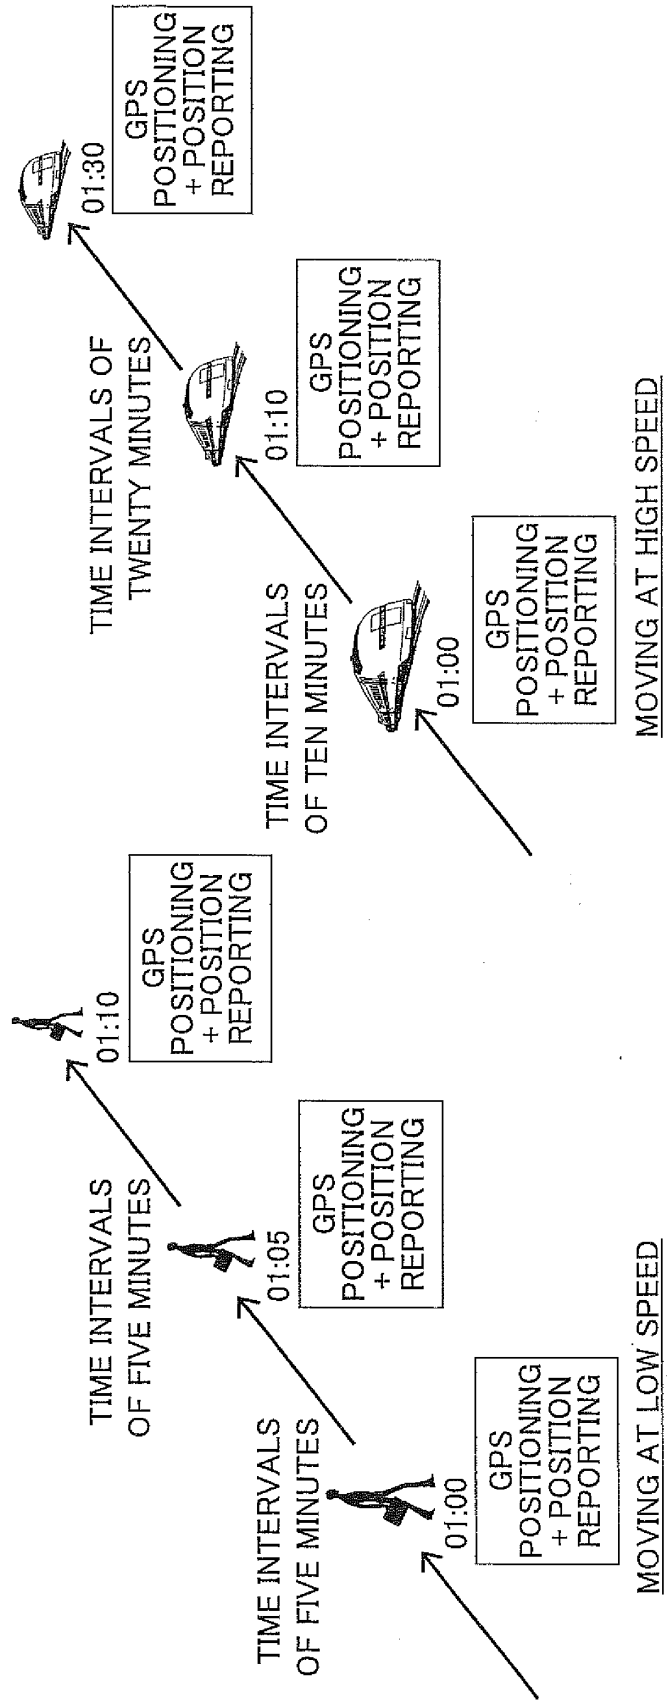 TIME INTERVALS
OF FIVE MINUTES
TIME INTERVALS
OF FIVE MINUTES
01:00
GPS
POSITIONING
+ POSITION
REPORTING
01:05
GPS
POSITIONING
+ POSITION
REPORTING
01:10
GPS
POSITIONING
+ POSITION
REPORTING
MOVING AT LOW SPEED
TIME INTERVALS
OF TEN MINUTES
TIME INTERVALS OF
TWENTY MINUTES
01:00
GPS
POSITIONING
+ POSITION
REPORTING
01:10
GPS
POSITIONING
+ POSITION
REPORTING
01:30
GPS
POSITIONING
+ POSITION
REPORTING
MOVING AT HIGH SPEED